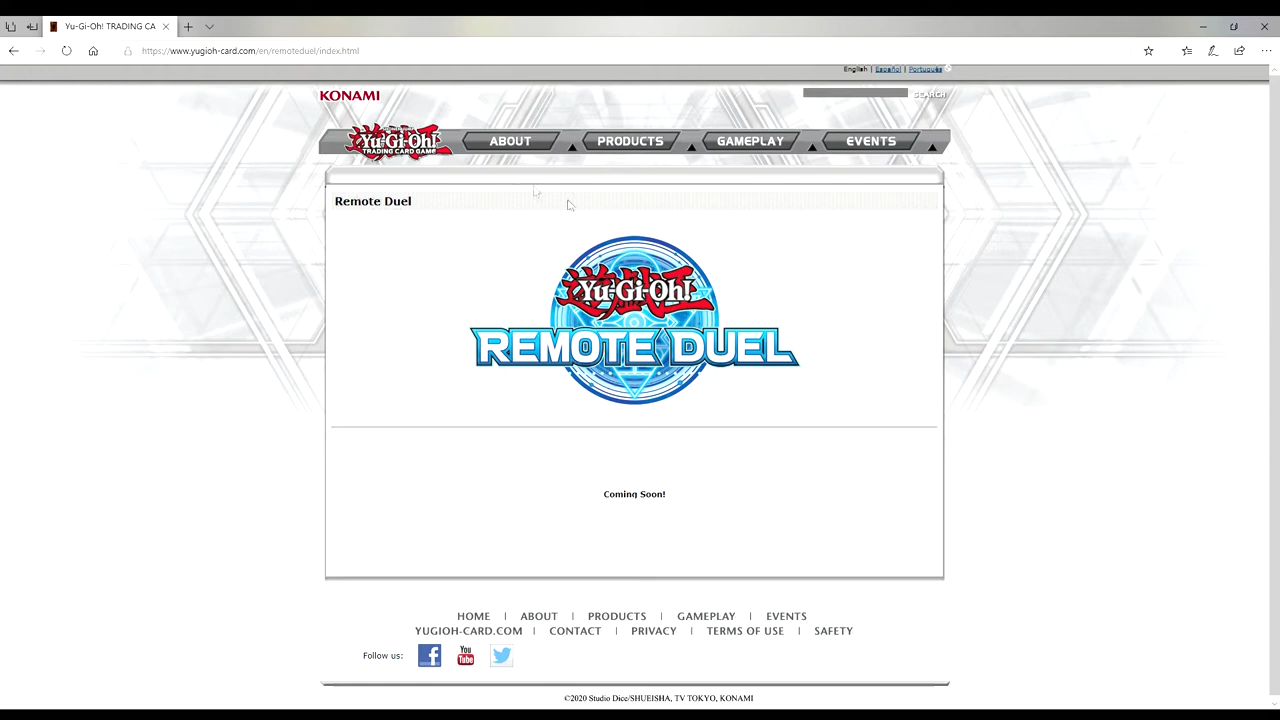 Yu-Gi-Oh! TRADING CA
https://www.yugioh-card.com/en/remoteduel/index.html
English | Español | Português
KONAMI
SEARCH
Yu-Gi-Oh!
TRADING CARD GAME
ABOUT PRODUCTS GAMEPLAY EVENTS
Remote Duel
Yu-Gi-Oh!
REMOTE DUEL
Coming Soon!
HOME | ABOUT | PRODUCTS | GAMEPLAY | EVENTS
YUGIOH-CARD.COM | CONTACT | PRIVACY | TERMS OF USE | SAFETY
Follow us: You Tube
©2020 Studio Dice/SHUEISHA, TV TOKYO, KONAMI